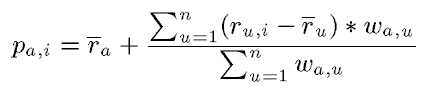 $p_{a,i} = \overline{r}_a + \frac{\sum_{u=1}^{n}(r_{u,i} - \overline{r}_u) * w_{a,u}}{\sum_{u=1}^{n} w_{a,u}}$